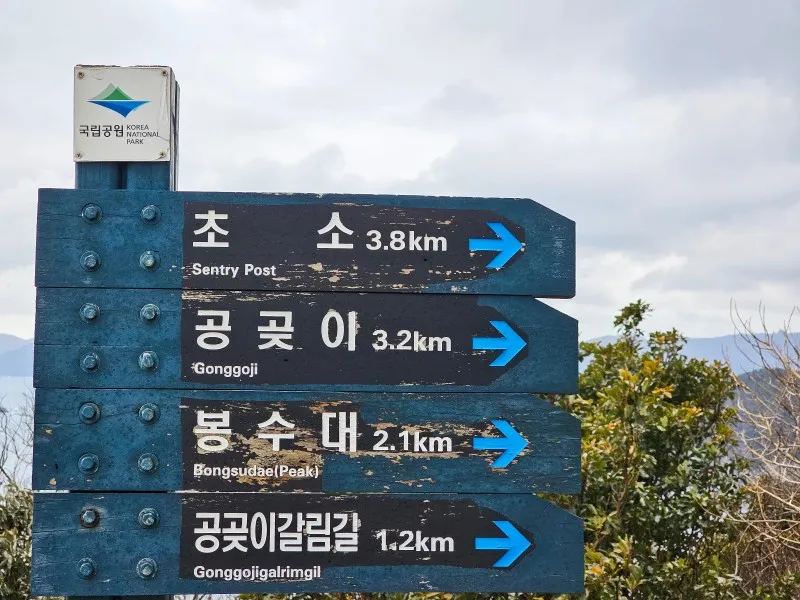 국립공원 KOREA
NATIONAL
PARK
초 소 3.8km
Sentry Post
공 곶 이 3.2km
Gonggoji
봉 수 대 2.1km
Bongsudae(Peak)
공곶이갈림길 1.2km
Gonggojigalrimgil